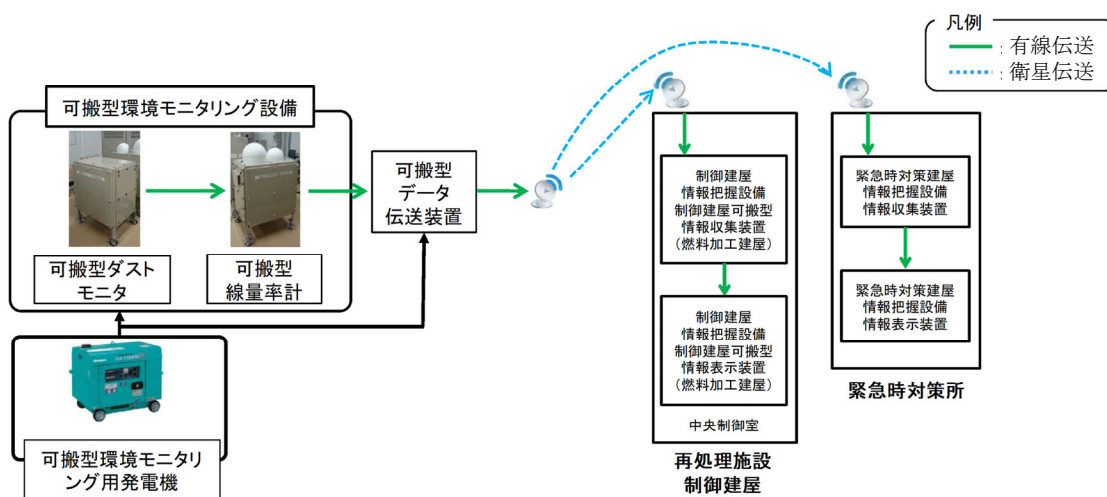 凡例
：有線伝送
：衛星伝送
可搬型環境モニタリング設備
可搬型ダスト
モニタ
可搬型
線量率計
可搬型
データ
伝送装置
可搬型環境モニタリ
ング用発電機
制御建屋
情報把握設備
制御建屋可搬型
情報収集装置
（燃料加工建屋）
制御建屋
情報把握設備
制御建屋可搬型
情報表示装置
（燃料加工建屋）
中央制御室
再処理施設
制御建屋
緊急時対策建屋
情報把握設備
情報収集装置
緊急時対策建屋
情報把握設備
情報表示装置
緊急時対策所